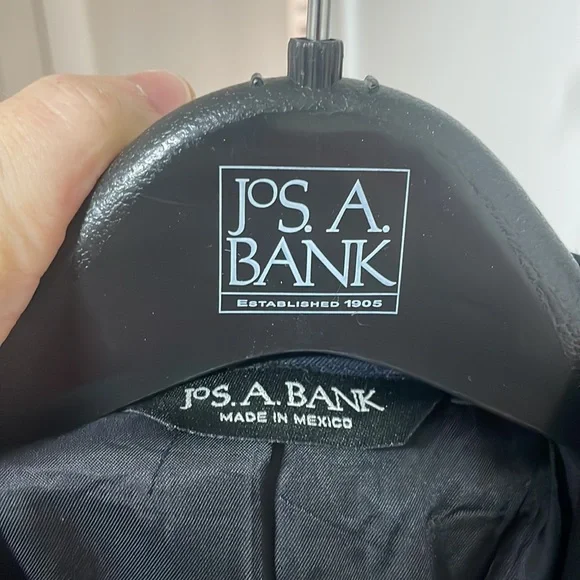 JoS. A.
BANK
ESTABLISHED 1905
JoS. A. BANK
MADE IN MEXICO